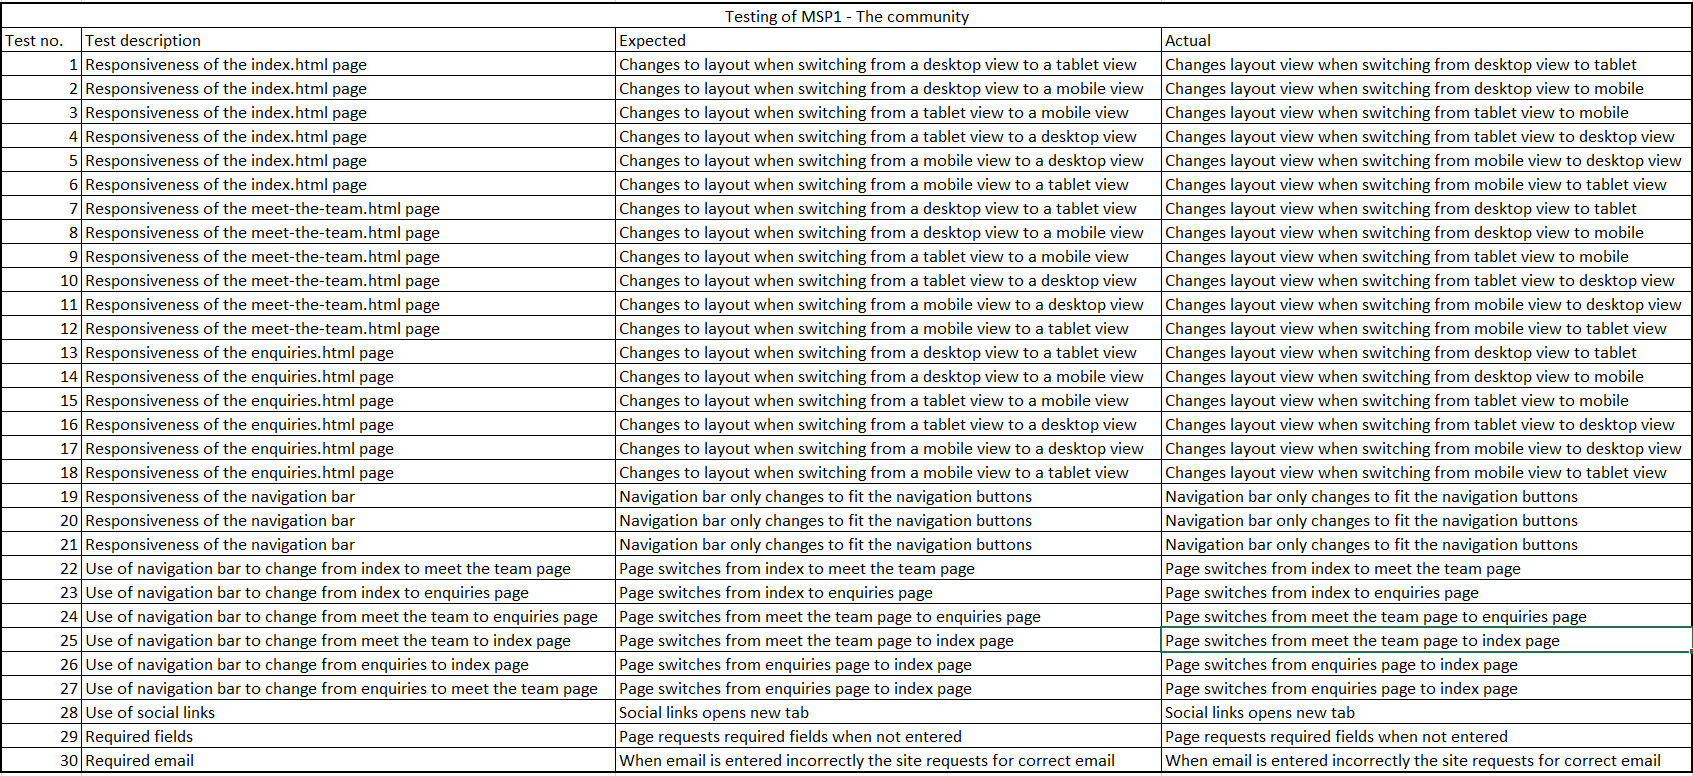 Testing of MSP1 - The community
Test no. Test description Expected Actual
1 Responsiveness of the index.html page Changes to layout when switching from a desktop view to a tablet view Changes layout view when switching from desktop view to tablet
2 Responsiveness of the index.html page Changes to layout when switching from a desktop view to a mobile view Changes layout view when switching from desktop view to mobile
3 Responsiveness of the index.html page Changes to layout when switching from a tablet view to a mobile view Changes layout view when switching from tablet view to mobile
4 Responsiveness of the index.html page Changes to layout when switching from a tablet view to a desktop view Changes layout view when switching from tablet view to desktop view
5 Responsiveness of the index.html page Changes to layout when switching from a mobile view to a desktop view Changes layout view when switching from mobile view to desktop view
6 Responsiveness of the index.html page Changes to layout when switching from a mobile view to a tablet view Changes layout view when switching from mobile view to tablet view
7 Responsiveness of the meet-the-team.html page Changes to layout when switching from a desktop view to a tablet view Changes layout view when switching from desktop view to tablet
8 Responsiveness of the meet-the-team.html page Changes to layout when switching from a desktop view to a mobile view Changes layout view when switching from desktop view to mobile
9 Responsiveness of the meet-the-team.html page Changes to layout when switching from a tablet view to a mobile view Changes layout view when switching from tablet view to mobile
10 Responsiveness of the meet-the-team.html page Changes to layout when switching from a tablet view to a desktop view Changes layout view when switching from tablet view to desktop view
11 Responsiveness of the meet-the-team.html page Changes to layout when switching from a mobile view to a desktop view Changes layout view when switching from mobile view to desktop view
12 Responsiveness of the meet-the-team.html page Changes to layout when switching from a mobile view to a tablet view Changes layout view when switching from mobile view to tablet view
13 Responsiveness of the enquiries.html page Changes to layout when switching from a desktop view to a tablet view Changes layout view when switching from desktop view to tablet
14 Responsiveness of the enquiries.html page Changes to layout when switching from a desktop view to a mobile view Changes layout view when switching from desktop view to mobile
15 Responsiveness of the enquiries.html page Changes to layout when switching from a tablet view to a mobile view Changes layout view when switching from tablet view to mobile
16 Responsiveness of the enquiries.html page Changes to layout when switching from a tablet view to a desktop view Changes layout view when switching from tablet view to desktop view
17 Responsiveness of the enquiries.html page Changes to layout when switching from a mobile view to a desktop view Changes layout view when switching from mobile view to desktop view
18 Responsiveness of the enquiries.html page Changes to layout when switching from a mobile view to a tablet view Changes layout view when switching from mobile view to tablet view
19 Responsiveness of the navigation bar Navigation bar only changes to fit the navigation buttons Navigation bar only changes to fit the navigation buttons
20 Responsiveness of the navigation bar Navigation bar only changes to fit the navigation buttons Navigation bar only changes to fit the navigation buttons
21 Responsiveness of the navigation bar Navigation bar only changes to fit the navigation buttons Navigation bar only changes to fit the navigation buttons
22 Use of navigation bar to change from index to meet the team page Page switches from index to meet the team page Page switches from index to meet the team page
23 Use of navigation bar to change from index to enquiries page Page switches from index to enquiries page Page switches from index to enquiries page
24 Use of navigation bar to change from meet the team to enquiries page Page switches from meet the team page to enquiries page Page switches from meet the team page to enquiries page
25 Use of navigation bar to change from meet the team to index page Page switches from meet the team page to index page Page switches from meet the team page to index page
26 Use of navigation bar to change from enquiries to index page Page switches from enquiries page to index page Page switches from enquiries page to index page
27 Use of navigation bar to change from enquiries to meet the team page Page switches from enquiries page to index page Page switches from enquiries page to index page
28 Use of social links Social links opens new tab Social links opens new tab
29 Required fields Page requests required fields when not entered Page requests required fields when not entered
30 Required email When email is entered incorrectly the site requests for correct email When email is entered incorrectly the site requests for correct email